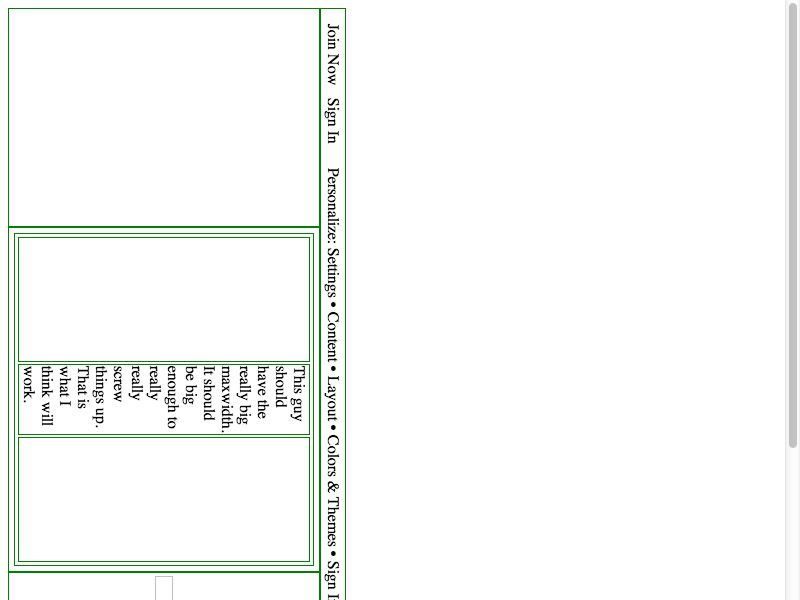 Join Now Sign In Personalize: Settings • Content • Layout • Colors & Themes • Sign
This guy
should
have the
really big
maxwidth.
It should
be big
enough to
really
really
screw
things up.
That is
what I
think will
work.